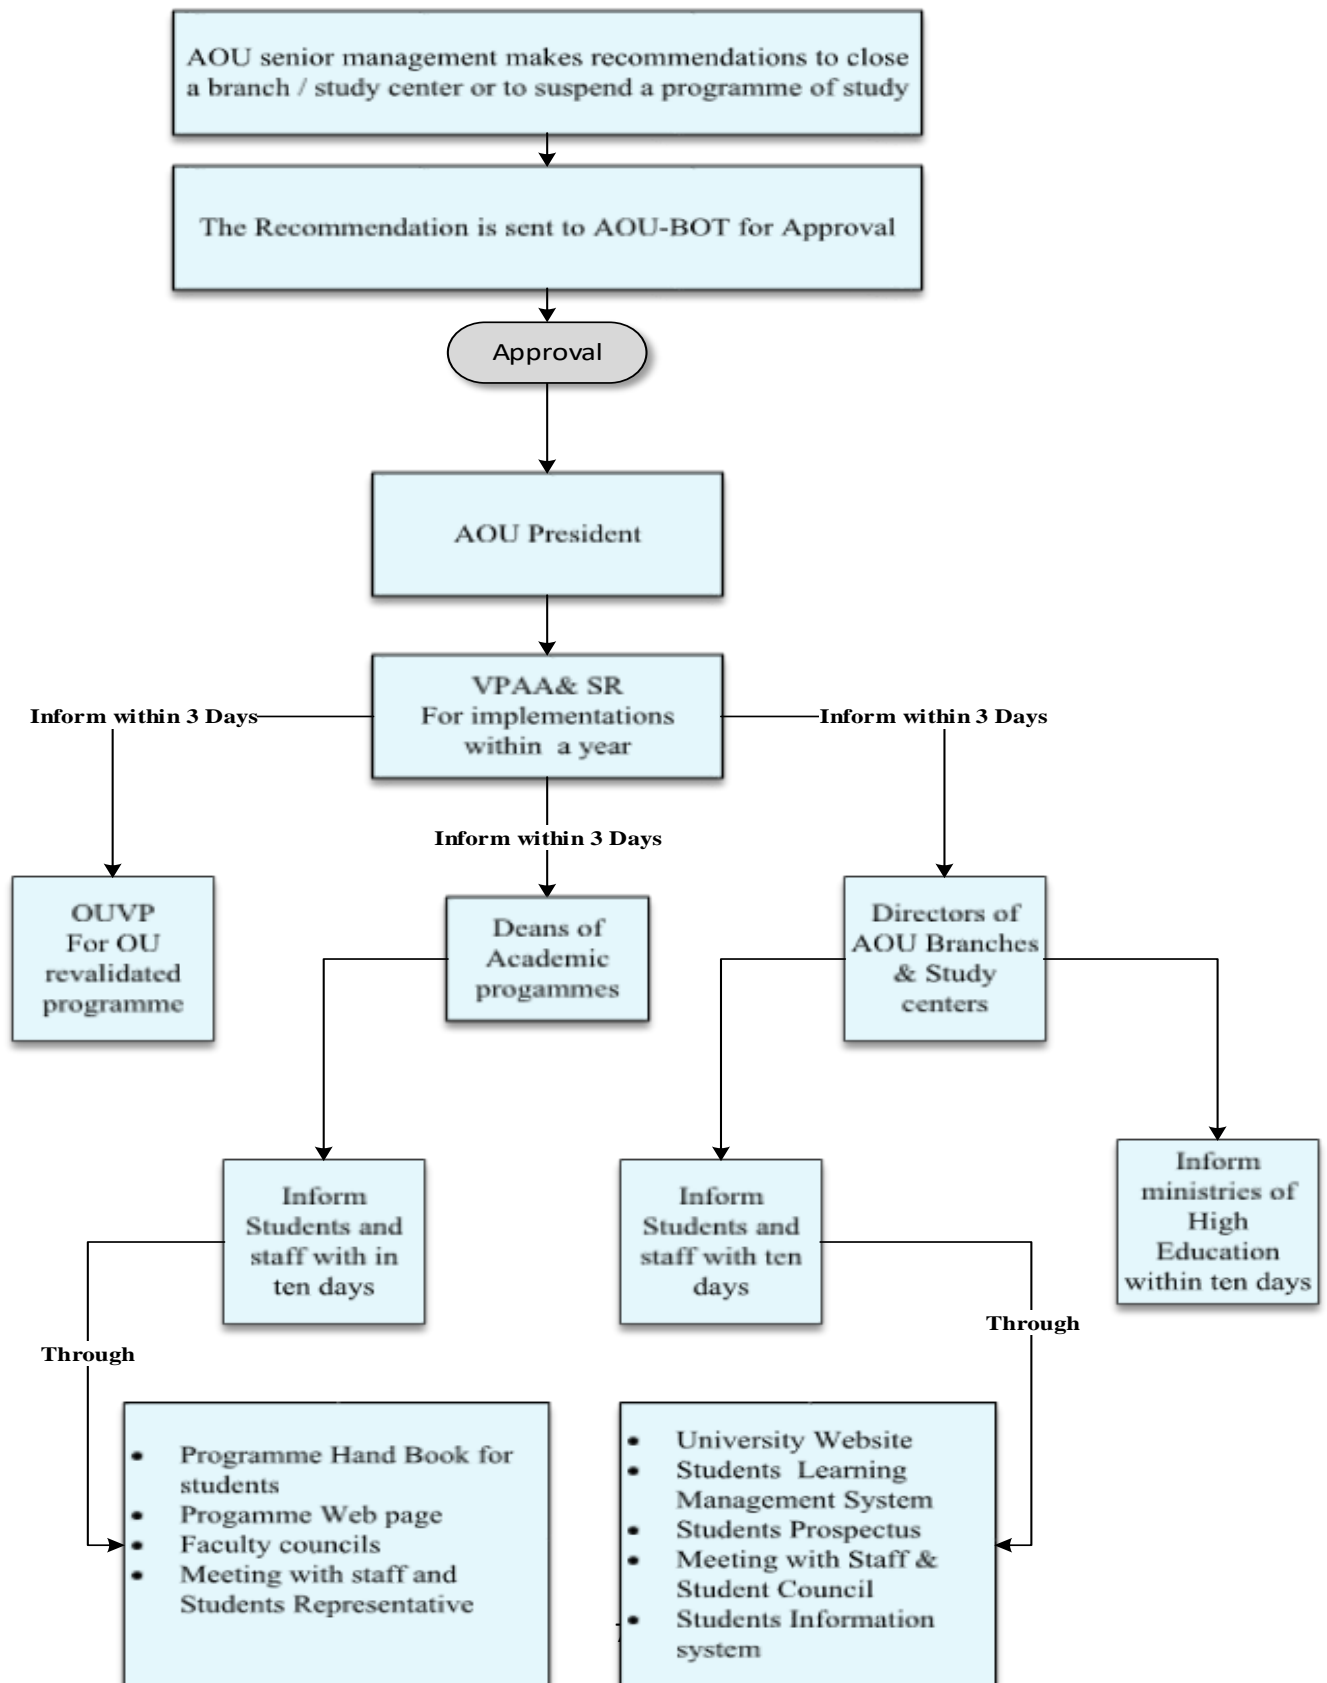 AOU senior management makes recommendations to close
a branch / study center or to suspend a programme of study
The Recommendation is sent to AOU-BOT for Approval
Approval
AOU President
VPAA& SR
For implementations
within a year
Inform within 3 Days
Inform within 3 Days
Inform within 3 Days
OUVP
For OU
revalidated
programme
Deans of
Academic
progammes
Directors of
AOU Branches
& Study
centers
Inform
Students and
staff with in
ten days
Inform
Students and
staff with ten
days
Inform
ministries of
High
Education
within ten days
Through
Through
• Programme Hand Book for
students
• Progamme Web page
• Faculty councils
• Meeting with staff and
Students Representative
• University Website
• Students Learning
Management System
• Students Prospectus
• Meeting with Staff &
Student Council
• Students Information
system